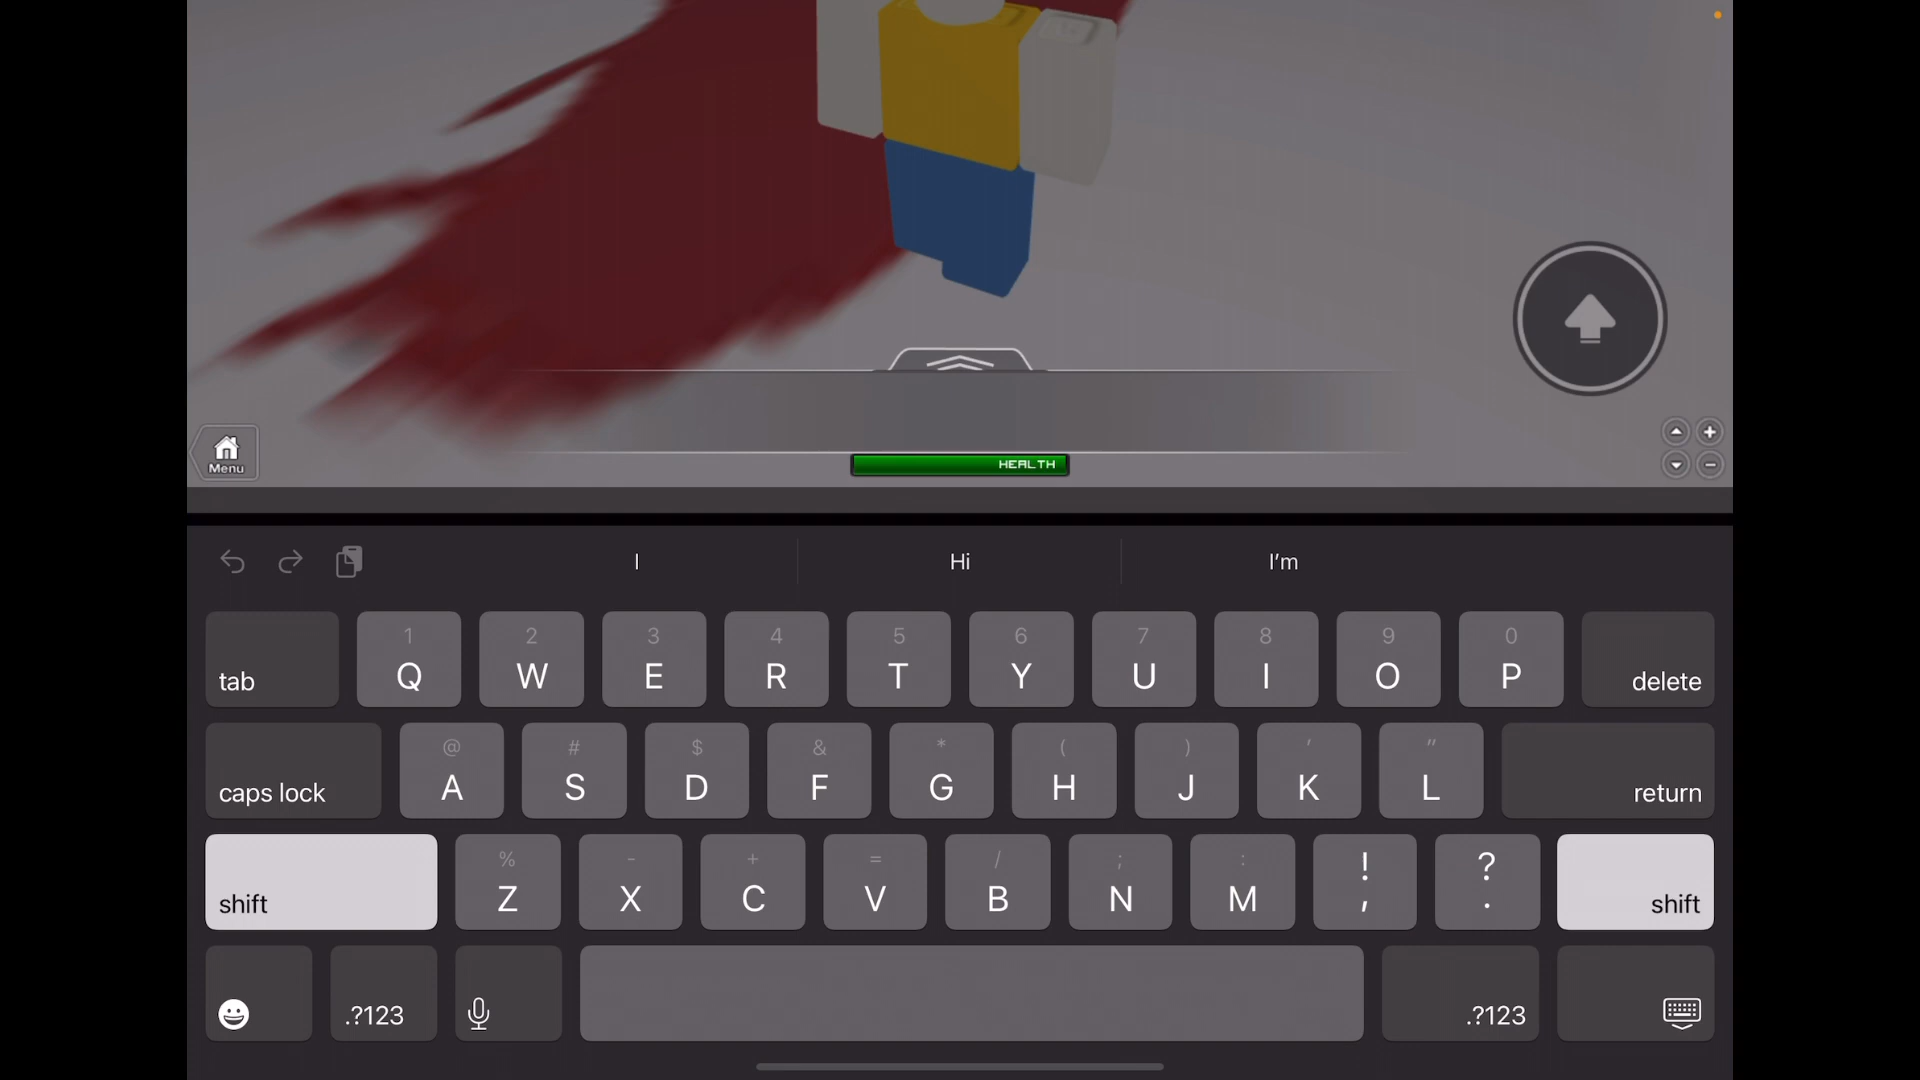 Menu
HEALTH
I Hi I'm
tab 1 2 3 4 5 6 7 8 9 0
Q W E R T Y U I O P delete
@ # $ & * ( ) ' "
caps lock A S D F G H J K L return
% - + = / ; : ! ?
shift Z X C V B N M , . shift
.?123 .?123